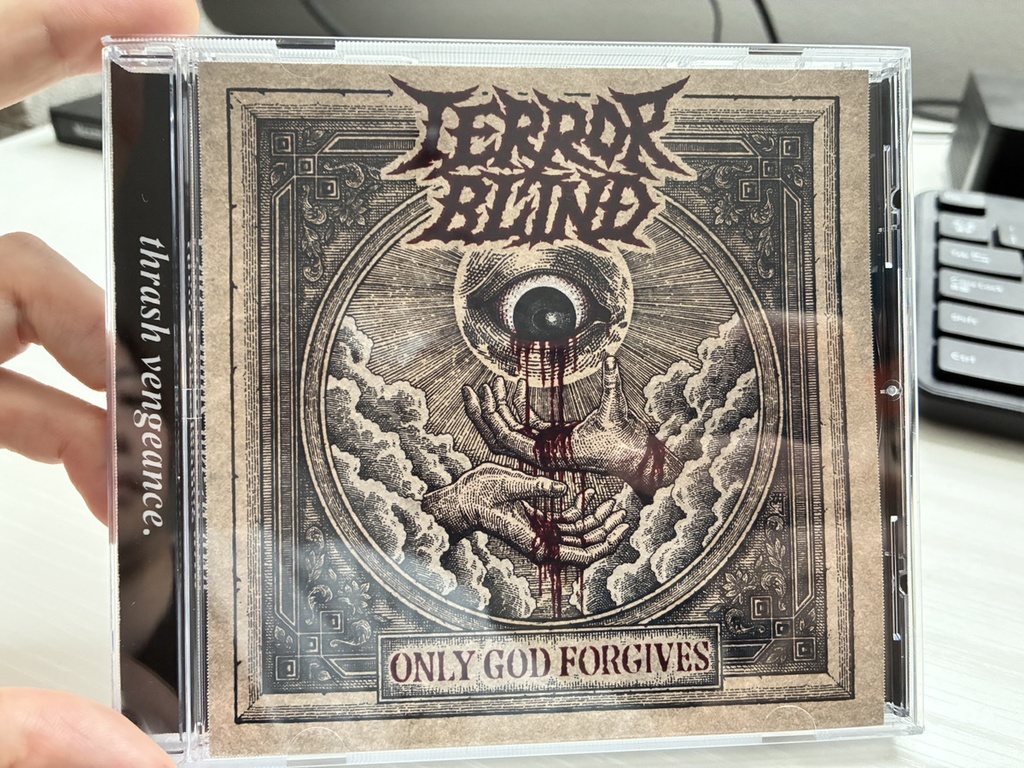 TERROR
BLIND
ONLY GOD FORGIVES
thrash vengeance.